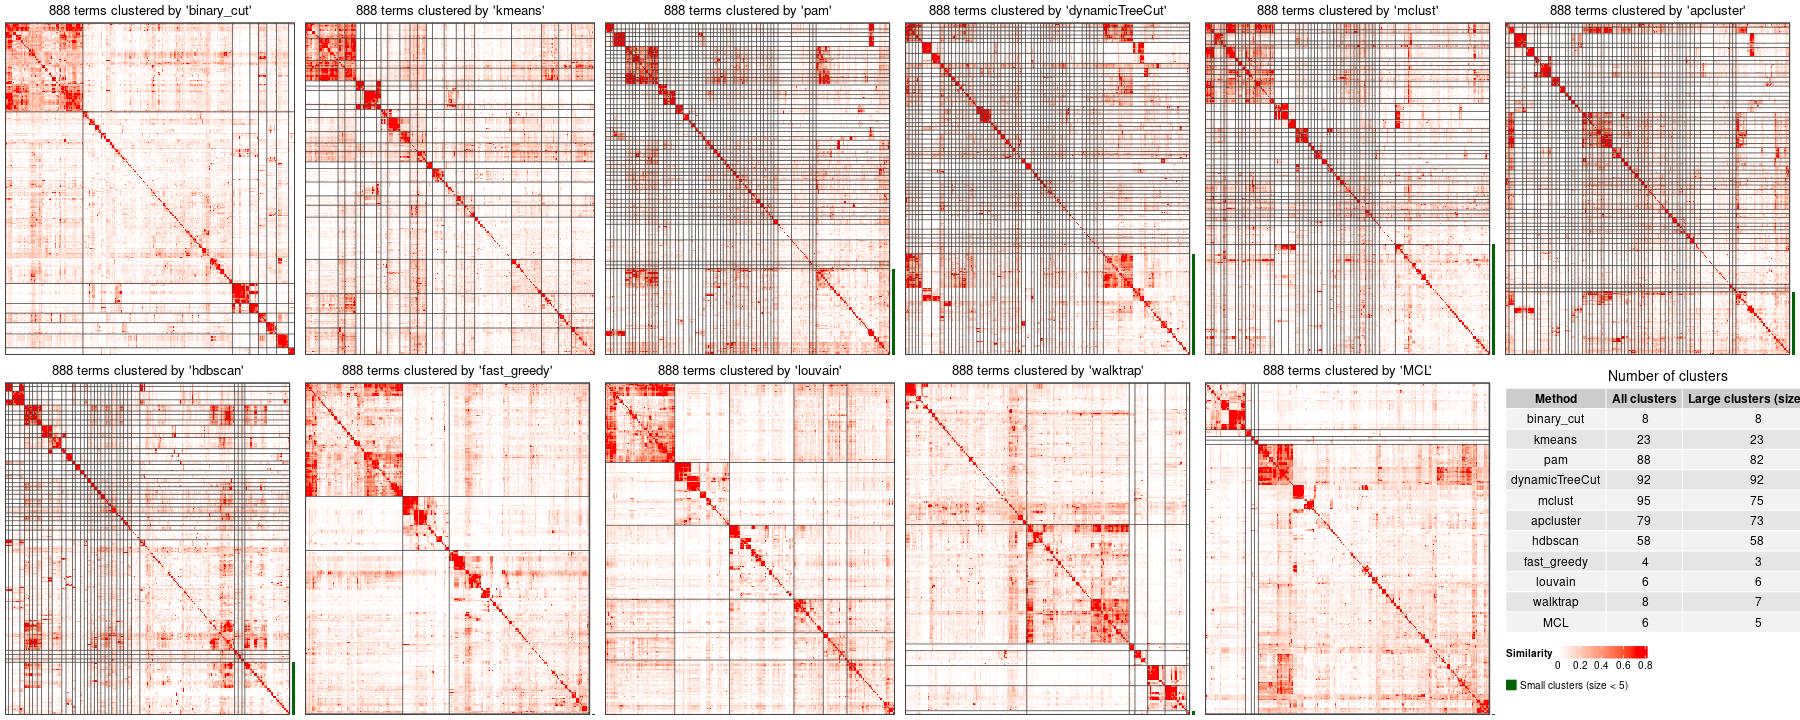 888 terms clustered by 'binary_cut'
888 terms clustered by 'kmeans'
888 terms clustered by 'pam'
888 terms clustered by 'dynamicTreeCut'
888 terms clustered by 'mclust'
888 terms clustered by 'apcluster'
888 terms clustered by 'hdbscan'
888 terms clustered by 'fast_greedy'
888 terms clustered by 'louvain'
888 terms clustered by 'walktrap'
888 terms clustered by 'MCL'
Number of clusters
Method All clusters Large clusters (size
binary_cut 8 8
kmeans 23 23
pam 88 82
dynamicTreeCut 92 92
mclust 95 75
apcluster 79 73
hdbscan 58 58
fast_greedy 4 3
louvain 6 6
walktrap 8 7
MCL 6 5
Similarity
0 0.2 0.4 0.6 0.8
Small clusters (size < 5)